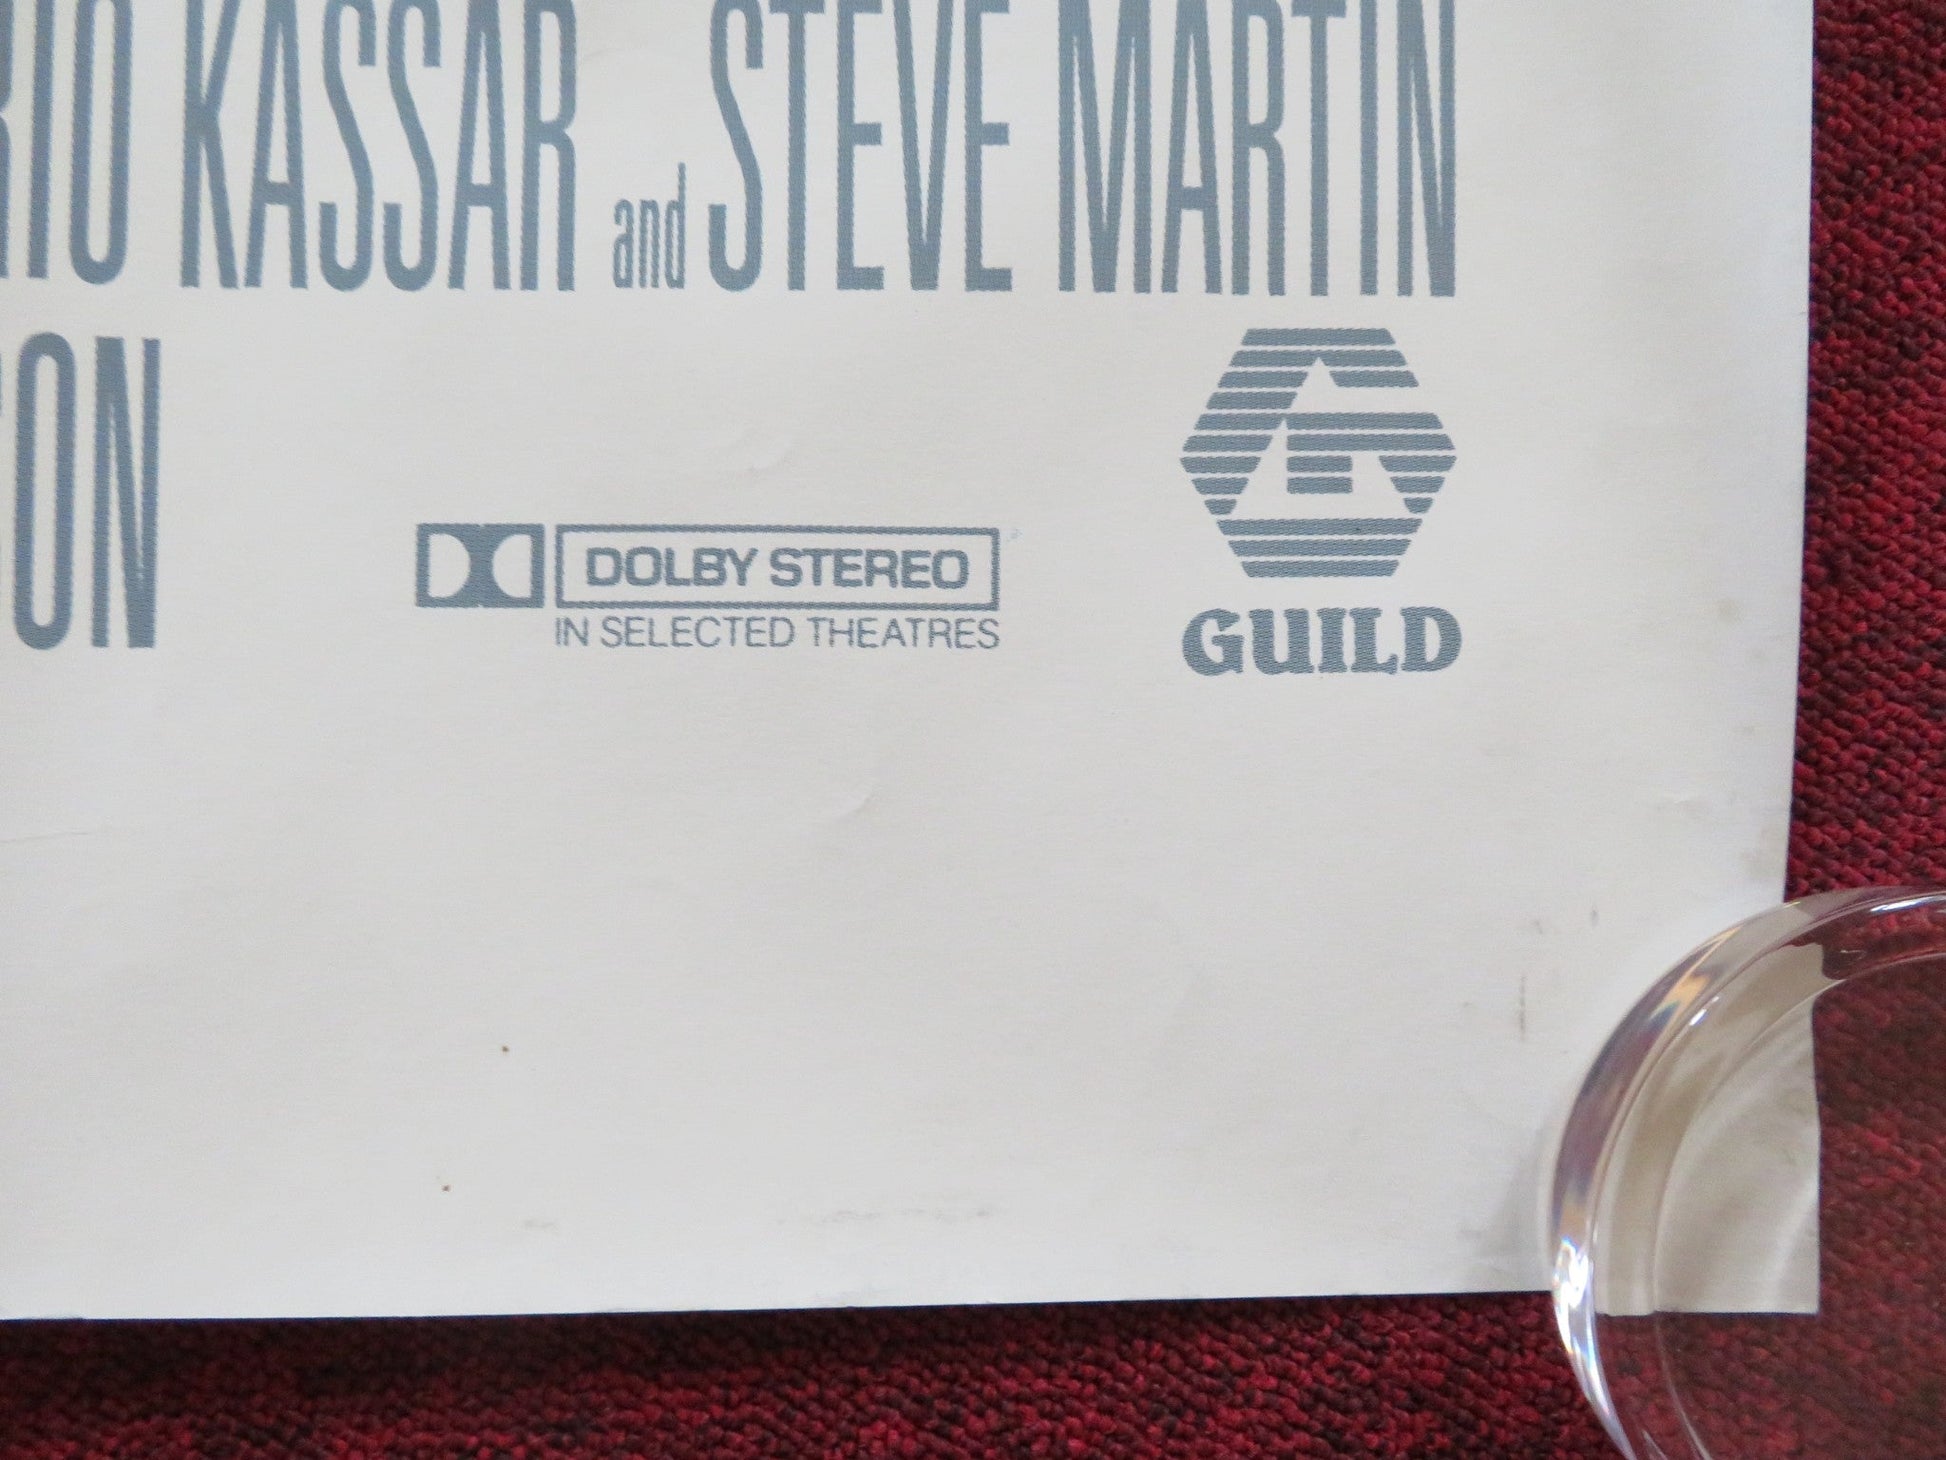 KASSAR and STEVE MARTIN
DOLBY STEREO
IN SELECTED THEATRES
GUILD